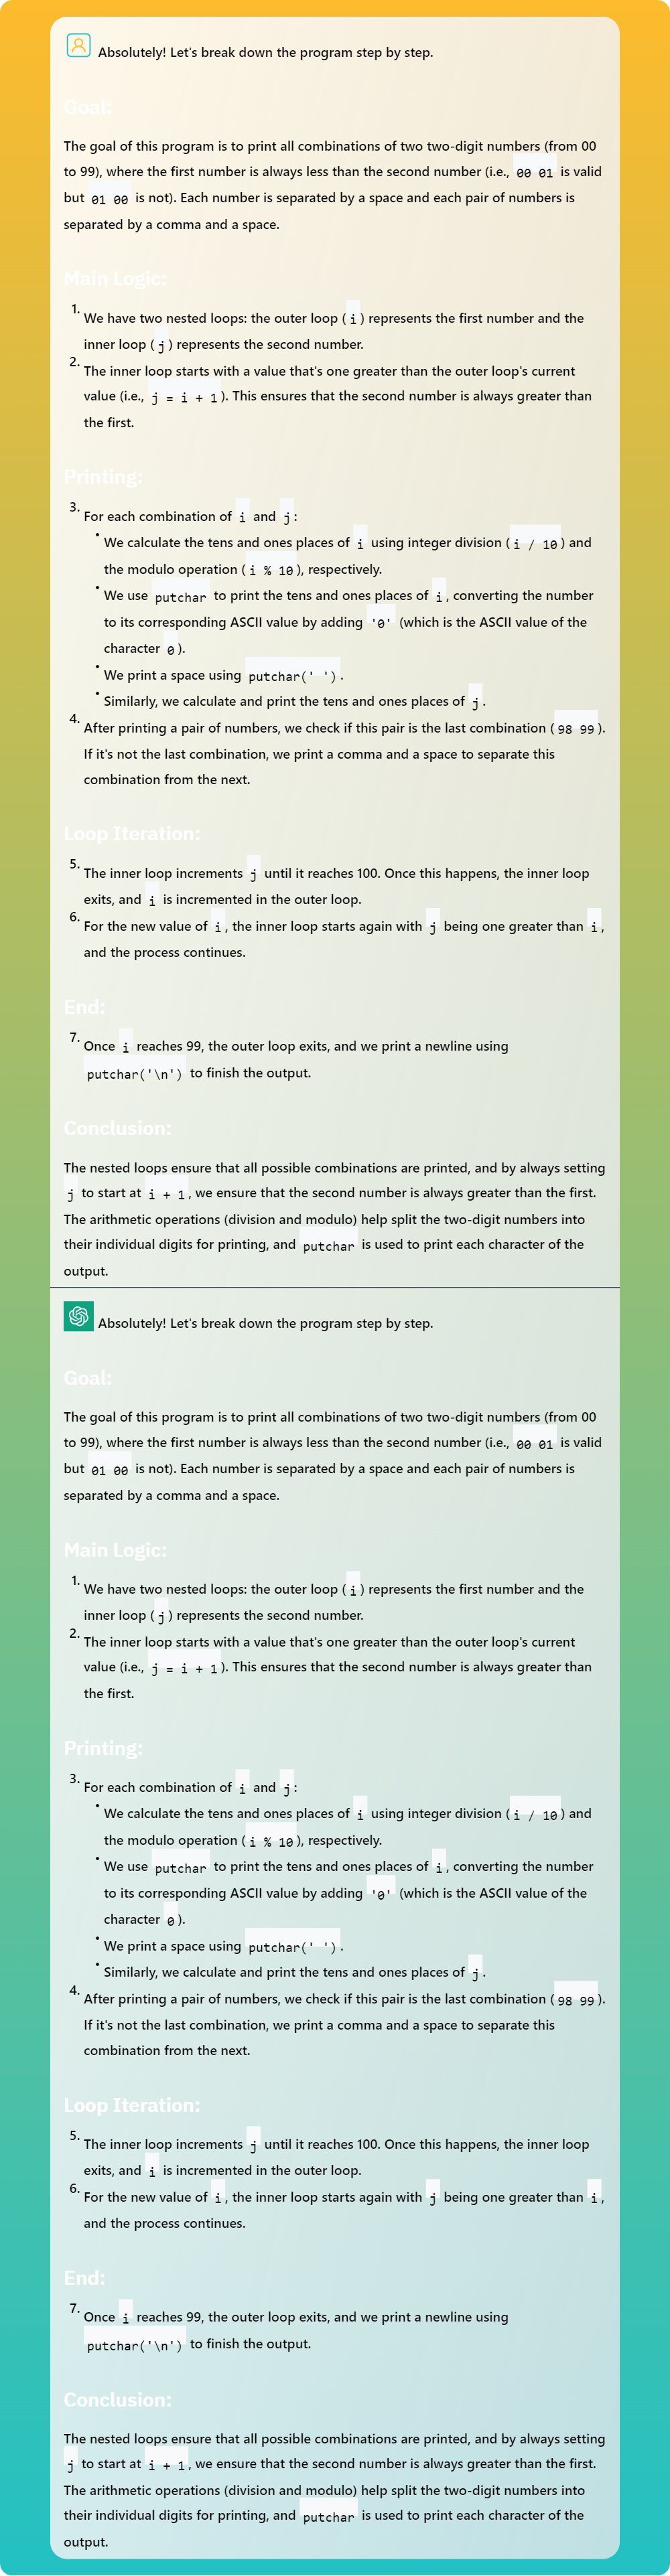 Absolutely! Let's break down the program step by step.
Goal:
The goal of this program is to print all combinations of two two-digit numbers (from 00
to 99), where the first number is always less than the second number (i.e., 00 01 is valid
but 01 00 is not). Each number is separated by a space and each pair of numbers is
separated by a comma and a space.
Main Logic:
1. We have two nested loops: the outer loop ( i ) represents the first number and the
inner loop ( j ) represents the second number.
2. The inner loop starts with a value that's one greater than the outer loop's current
value (i.e., j = i + 1 ). This ensures that the second number is always greater than
the first.
Printing:
3. For each combination of i and j :
• We calculate the tens and ones places of i using integer division ( i / 10 ) and
the modulo operation ( i % 10 ), respectively.
• We use putchar to print the tens and ones places of i , converting the number
to its corresponding ASCII value by adding '0' (which is the ASCII value of the
character 0 ).
• We print a space using putchar(' ') .
• Similarly, we calculate and print the tens and ones places of j .
4. After printing a pair of numbers, we check if this pair is the last combination ( 98 99 ).
If it's not the last combination, we print a comma and a space to separate this
combination from the next.
Loop Iteration:
5. The inner loop increments j until it reaches 100. Once this happens, the inner loop
exits, and i is incremented in the outer loop.
6. For the new value of i , the inner loop starts again with j being one greater than i ,
and the process continues.
End:
7. Once i reaches 99, the outer loop exits, and we print a newline using
putchar('\n') to finish the output.
Conclusion:
The nested loops ensure that all possible combinations are printed, and by always setting
j to start at i + 1 , we ensure that the second number is always greater than the first.
The arithmetic operations (division and modulo) help split the two-digit numbers into
their individual digits for printing, and putchar is used to print each character of the
output.
Absolutely! Let's break down the program step by step.
Goal:
The goal of this program is to print all combinations of two two-digit numbers (from 00
to 99), where the first number is always less than the second number (i.e., 00 01 is valid
but 01 00 is not). Each number is separated by a space and each pair of numbers is
separated by a comma and a space.
Main Logic:
1. We have two nested loops: the outer loop ( i ) represents the first number and the
inner loop ( j ) represents the second number.
2. The inner loop starts with a value that's one greater than the outer loop's current
value (i.e., j = i + 1 ). This ensures that the second number is always greater than
the first.
Printing:
3. For each combination of i and j :
• We calculate the tens and ones places of i using integer division ( i / 10 ) and
the modulo operation ( i % 10 ), respectively.
• We use putchar to print the tens and ones places of i , converting the number
to its corresponding ASCII value by adding '0' (which is the ASCII value of the
character 0 ).
• We print a space using putchar(' ') .
• Similarly, we calculate and print the tens and ones places of j .
4. After printing a pair of numbers, we check if this pair is the last combination ( 98 99 ).
If it's not the last combination, we print a comma and a space to separate this
combination from the next.
Loop Iteration:
5. The inner loop increments j until it reaches 100. Once this happens, the inner loop
exits, and i is incremented in the outer loop.
6. For the new value of i , the inner loop starts again with j being one greater than i ,
and the process continues.
End:
7. Once i reaches 99, the outer loop exits, and we print a newline using
putchar('\n') to finish the output.
Conclusion:
The nested loops ensure that all possible combinations are printed, and by always setting
j to start at i + 1 , we ensure that the second number is always greater than the first.
The arithmetic operations (division and modulo) help split the two-digit numbers into
their individual digits for printing, and putchar is used to print each character of the
output.